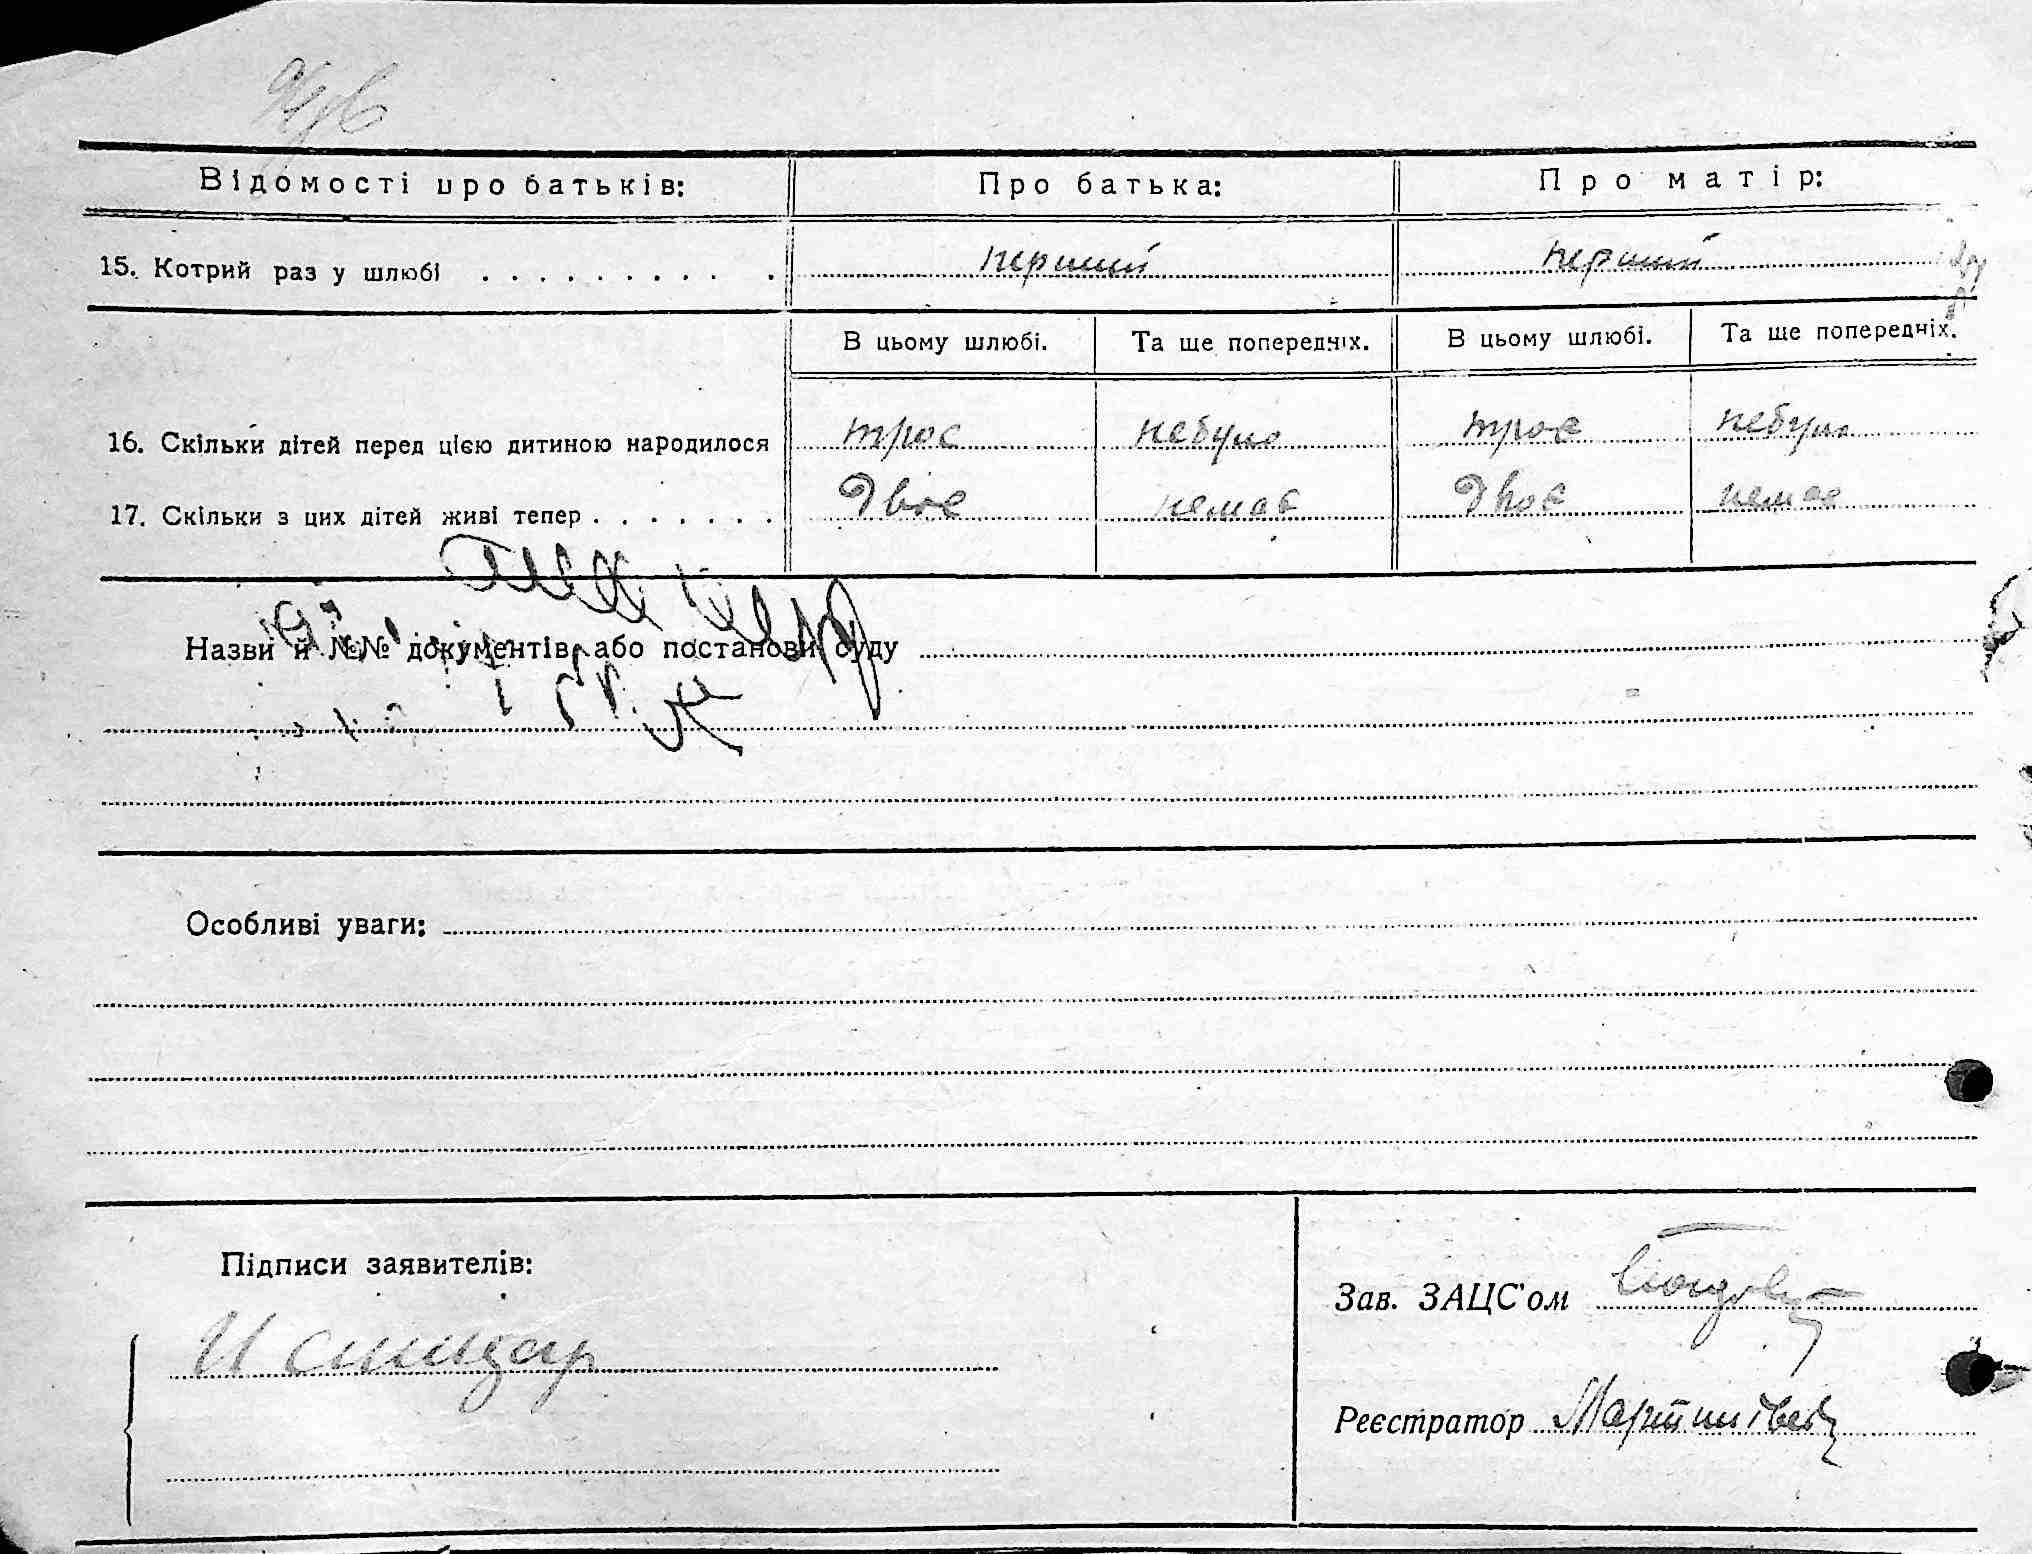 Відомості про батьків: Про батька: Про матір:
15. Котрий раз у шлюбі . . . . . . . . . . перший перший
В цьому шлюбі. Та ще попередніх. В цьому шлюбі. Та ще попередніх.
16. Скільки дітей перед цією дитиною народилося троє небуло троє небуло
17. Скільки з цих дітей живі тепер . . . . . . . Двоє немає Двоє немає
Назви й №№ документів або постанови суду
Особливі уваги:
Підписи заявителів:
Зав. ЗАЦС'ом
Реєстратор